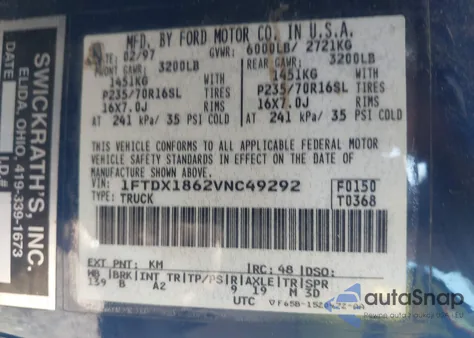 MFD. BY FORD MOTOR CO. IN U.S.A.
DATE: 02/97 GVWR: 6000LB/ 2721KG
FRONT GAWR: 3200LB REAR GAWR: 3200LB
1451KG WITH 1451KG WITH
P235/70R16SL TIRES P235/70R16SL TIRES
16X7.0J RIMS 16X7.0J RIMS
AT 241 kPa/ 35 PSI COLD AT 241 kPa/ 35 PSI COLD
THIS VEHICLE CONFORMS TO ALL APPLICABLE FEDERAL MOTOR
VEHICLE SAFETY STANDARDS IN EFFECT ON THE DATE OF
MANUFACTURE SHOWN ABOVE.
VIN: 1FTDX1862VNC49292 F0150
TYPE: TRUCK T0368
EXT PNT: KM RC: 48 DSO:
WB BRK INT TR TP/PS R AXLE TR SPR
139 B A2 9 19 M 3D
UTC
SWICKRATH'S, INC.
ELIDA, OHIO, 419-339-1673
I.D.#
autoSnap
Powered by AutoBidCar